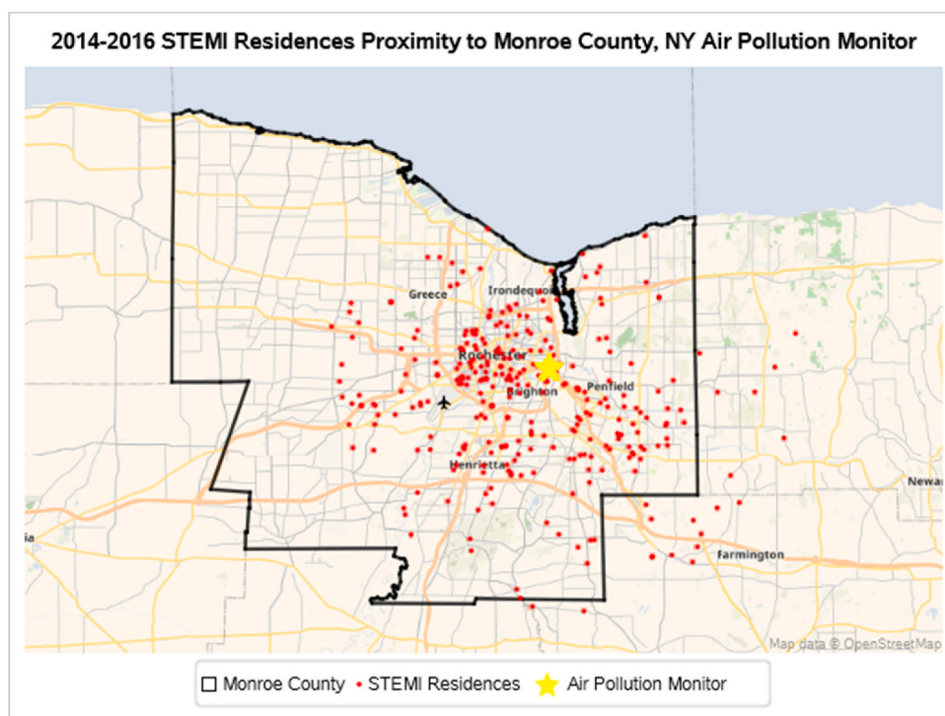 2014-2016 STEMI Residences Proximity to Monroe County, NY Air Pollution Monitor
Greece
Irondequoi
Rochester
Brighton
Penfield
Henrietta
Newar
ia
Farmington
Map data © OpenStreetMap
Monroe County
STEMI Residences
Air Pollution Monitor